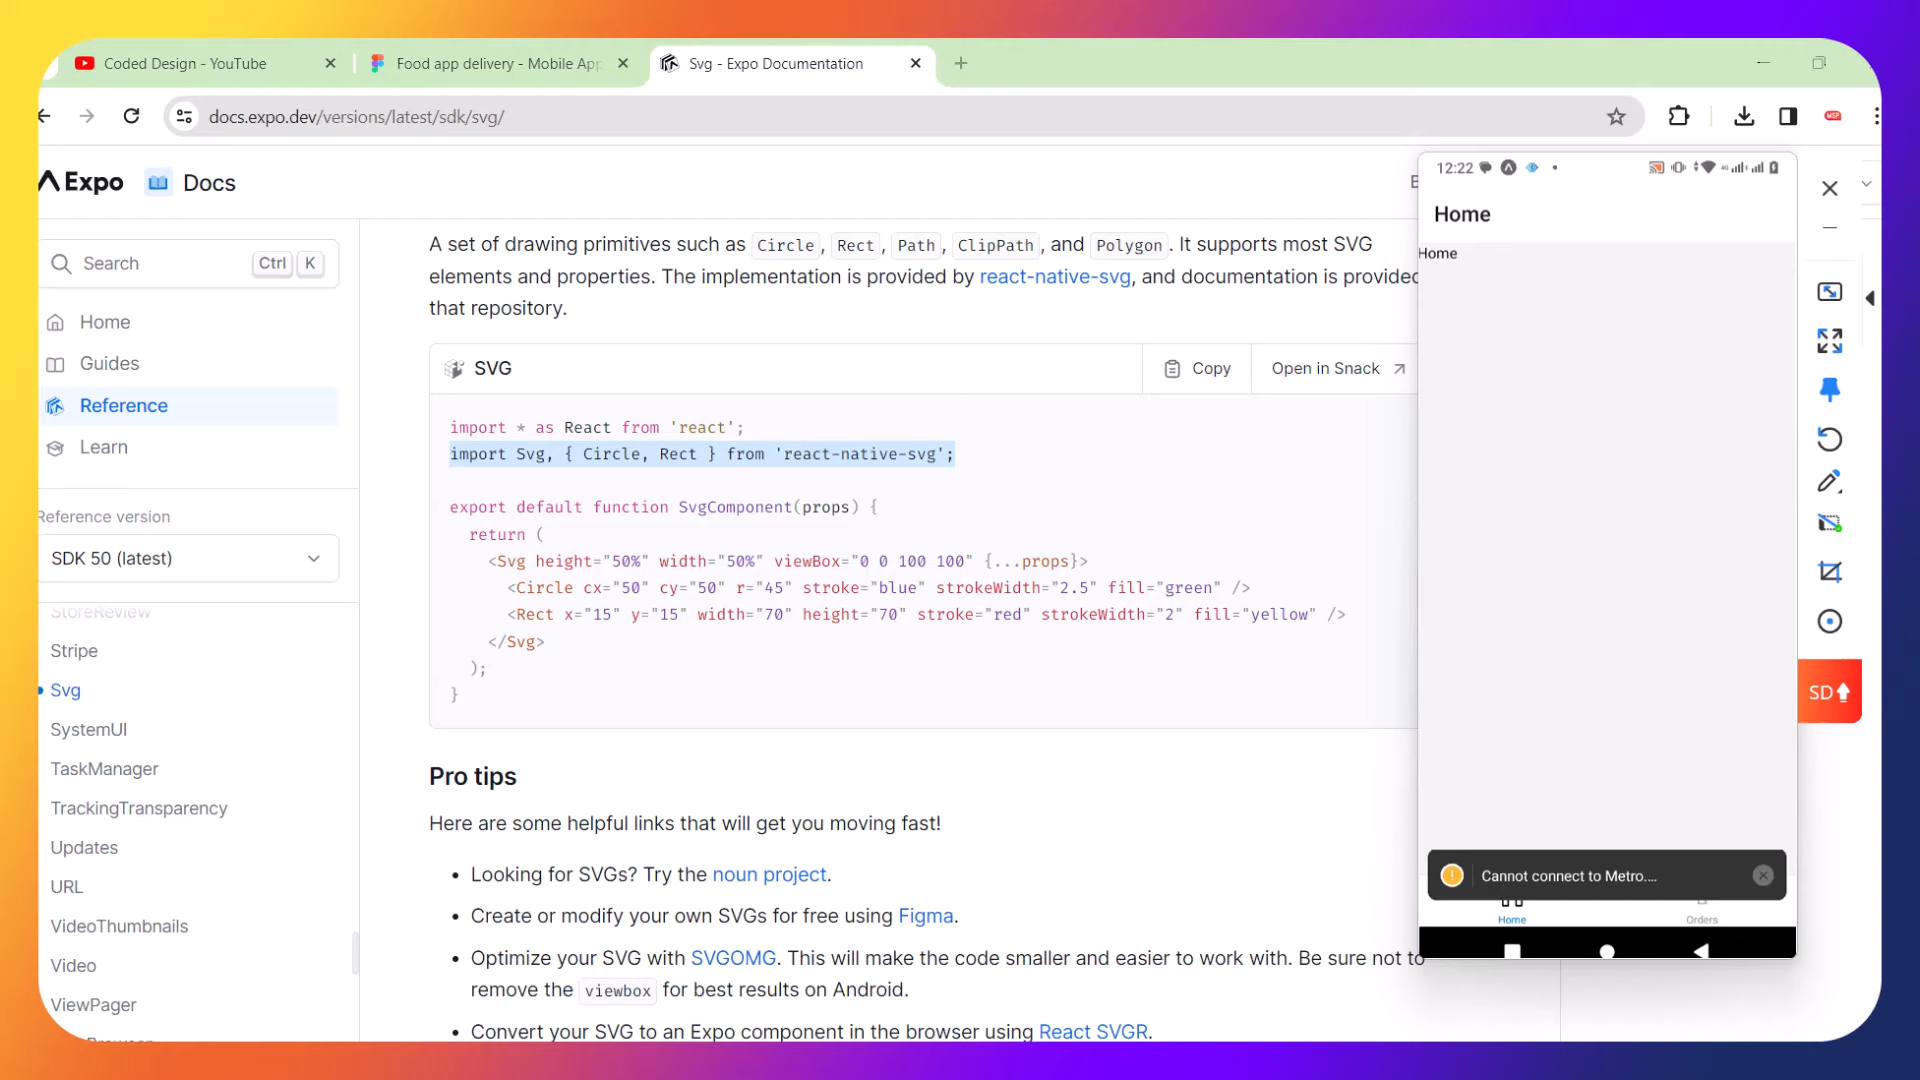 Coded Design - YouTube
Food app delivery - Mobile App
Svg - Expo Documentation
docs.expo.dev/versions/latest/sdk/svg/
Expo
Docs
Search
Ctrl K
Home
Guides
Reference
Learn
Reference version
SDK 50 (latest)
StoreReview
Stripe
Svg
SystemUI
TaskManager
TrackingTransparency
Updates
URL
VideoThumbnails
Video
ViewPager
A set of drawing primitives such as Circle, Rect, Path, ClipPath, and Polygon. It supports most SVG
elements and properties. The implementation is provided by react-native-svg, and documentation is provided
that repository.
SVG
Copy
Open in Snack
import * as React from 'react';
import Svg, { Circle, Rect } from 'react-native-svg';
export default function SvgComponent(props) {
return (
<Svg height="50%" width="50%" viewBox="0 0 100 100" {...props}>
<Circle cx="50" cy="50" r="45" stroke="blue" strokeWidth="2.5" fill="green" />
<Rect x="15" y="15" width="70" height="70" stroke="red" strokeWidth="2" fill="yellow" />
</Svg>
);
}
Pro tips
Here are some helpful links that will get you moving fast!
• Looking for SVGs? Try the noun project.
• Create or modify your own SVGs for free using Figma.
• Optimize your SVG with SVGOMG. This will make the code smaller and easier to work with. Be sure not to
remove the viewbox for best results on Android.
• Convert your SVG to an Expo component in the browser using React SVGR.
12:22
Home
Home
Cannot connect to Metro....
Home
Orders
SD